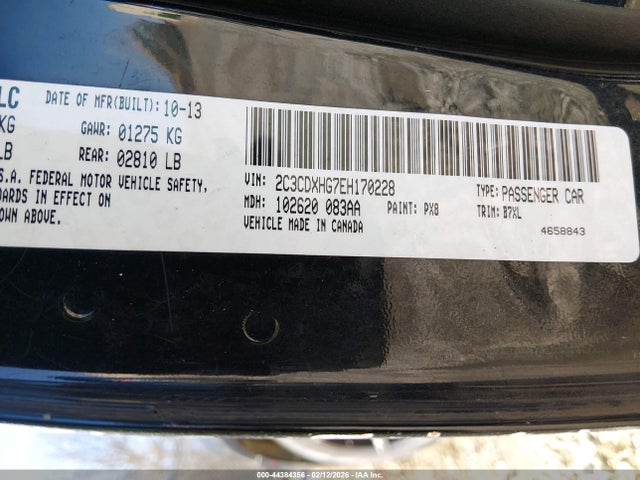 LC DATE OF MFR(BUILT): 10-13
KG GAWR: 01275 KG
LB REAR: 02810 LB
S.A. FEDERAL MOTOR VEHICLE SAFETY,
ARDS IN EFFECT ON
OWN ABOVE.
VIN: 2C3CDXHG7EH170228 TYPE: PASSENGER CAR
MDH: 102620 083AA PAINT: PX8 TRIM: B7XL
VEHICLE MADE IN CANADA 4658843
000-44384356 - 02/12/2026 - IAAI.COM